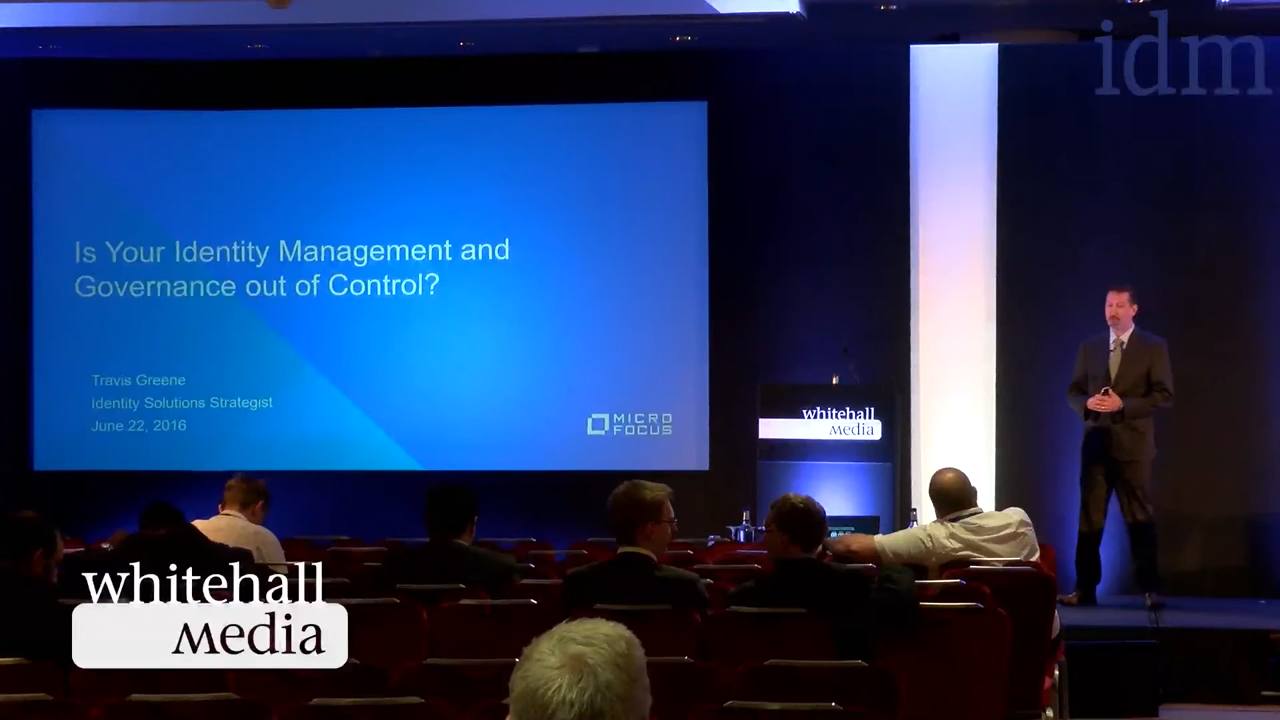 idm
Is Your Identity Management and
Governance out of Control?
Travis Greene
Identity Solutions Strategist
June 22, 2016
MICRO
FOCUS
whitehall
media
whitehall
media